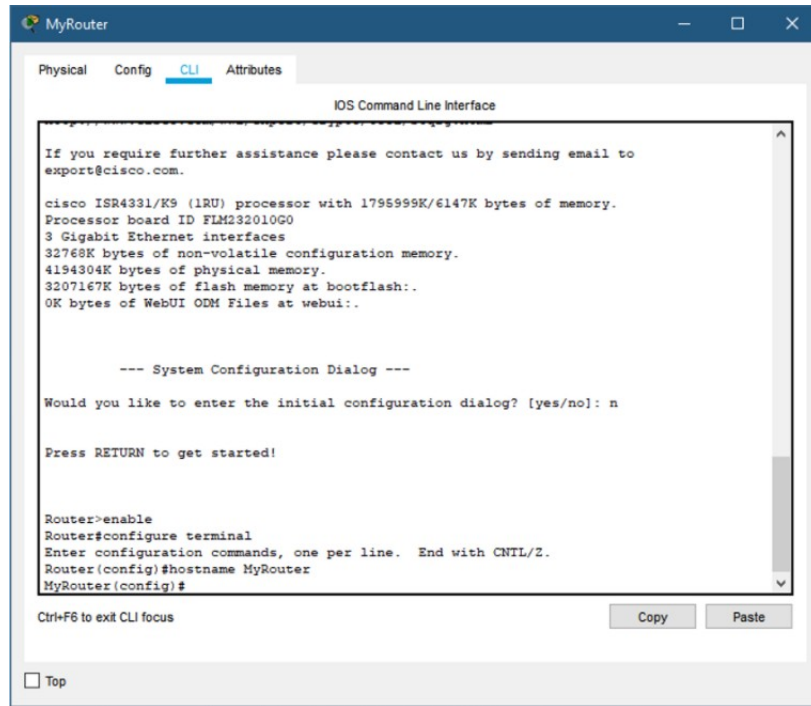 MyRouter
Physical Config CLI Attributes
IOS Command Line Interface
If you require further assistance please contact us by sending email to
export@cisco.com.
cisco ISR4331/K9 (1RU) processor with 1795999K/6147K bytes of memory.
Processor board ID FLM232010G0
3 Gigabit Ethernet interfaces
32768K bytes of non-volatile configuration memory.
4194304K bytes of physical memory.
3207167K bytes of flash memory at bootflash:.
0K bytes of WebUI ODM Files at webui:.
--- System Configuration Dialog ---
Would you like to enter the initial configuration dialog? [yes/no]: n
Press RETURN to get started!
Router>enable
Router#configure terminal
Enter configuration commands, one per line.  End with CNTL/Z.
Router(config)#hostname MyRouter
MyRouter(config)#
Ctrl+F6 to exit CLI focus
Copy Paste
Top